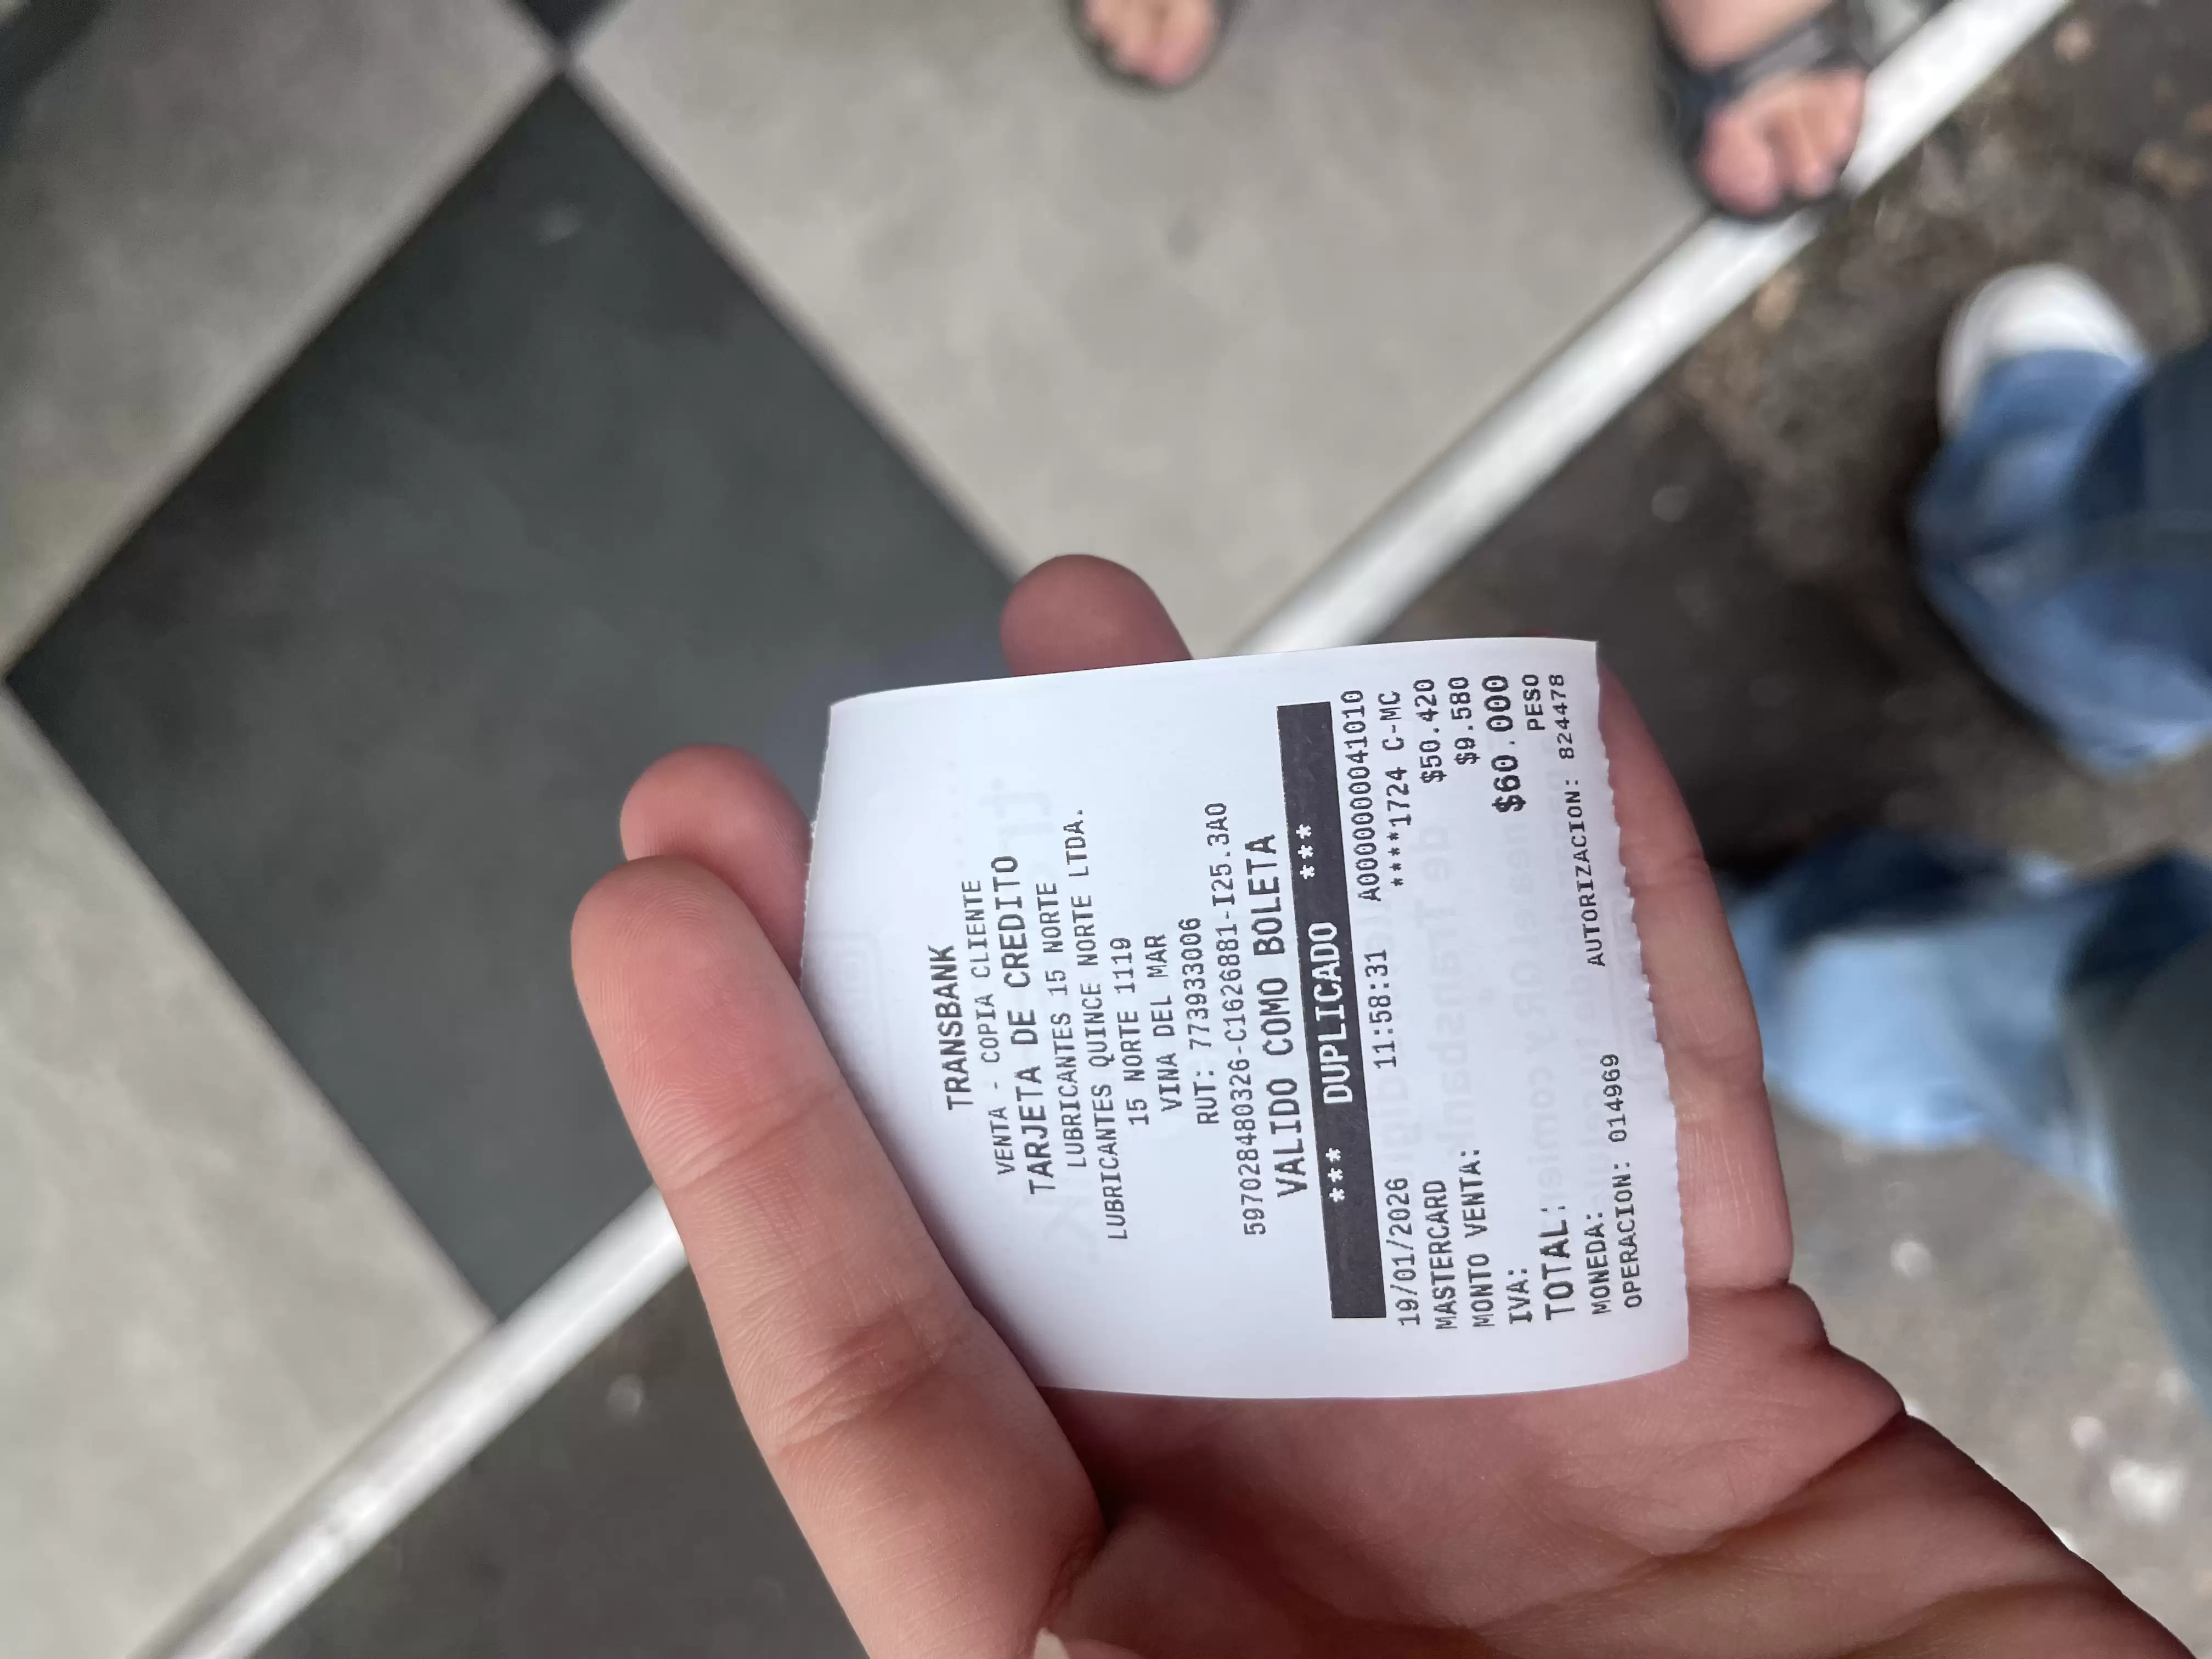 TRANSBANK
VENTA - COPIA CLIENTE
TARJETA DE CREDITO
LUBRICANTES 15 NORTE
LUBRICANTES QUINCE NORTE LTDA.
15 NORTE 1119
VINA DEL MAR
RUT: 773933006
597028480326-C1626881-I25.3A0
VALIDO COMO BOLETA
*** DUPLICADO ***
19/01/2026 11:58:31 A0000000041010
MASTERCARD ****1724 C-MC
MONTO VENTA: $50.420
IVA: $9.580
TOTAL: $60.000
MONEDA: PESO
OPERACION: 014969 AUTORIZACION: 824478